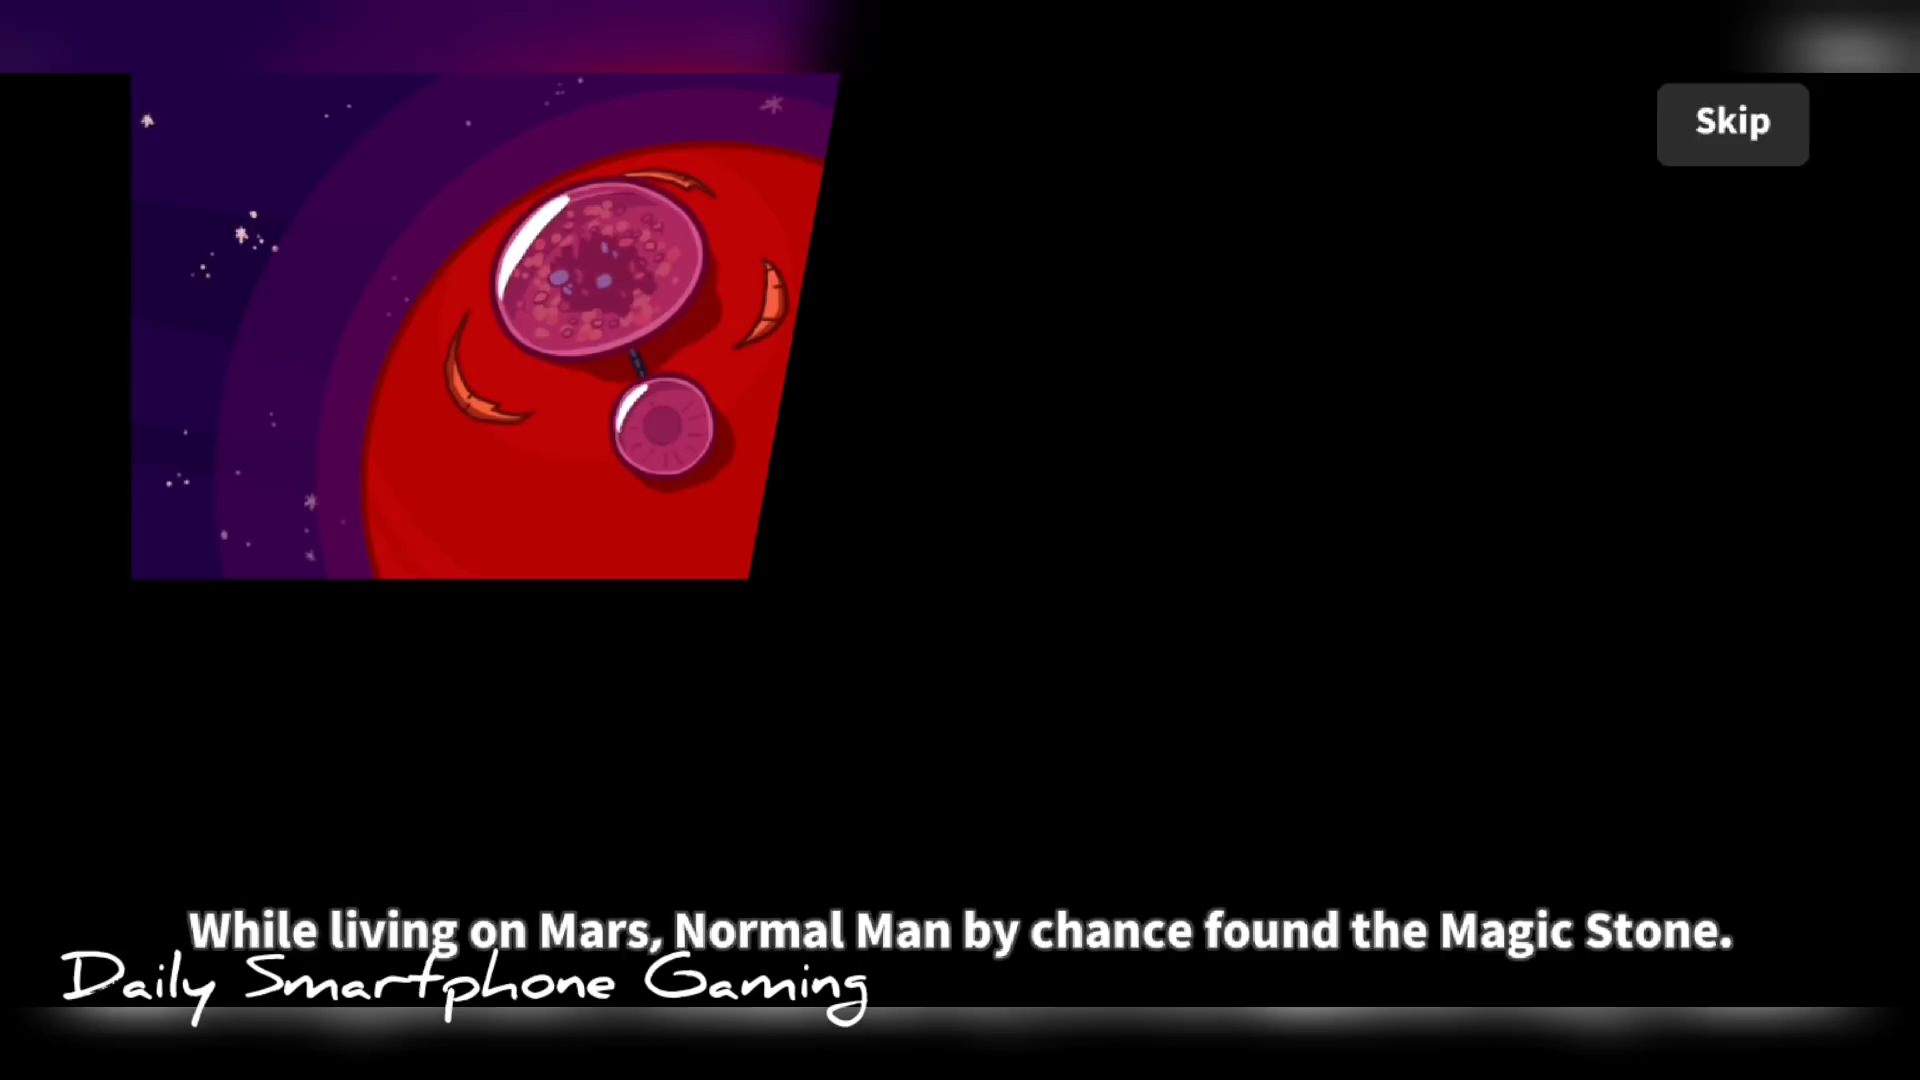 Skip
While living on Mars, Normal Man by chance found the Magic Stone.
Daily Smartphone Gaming